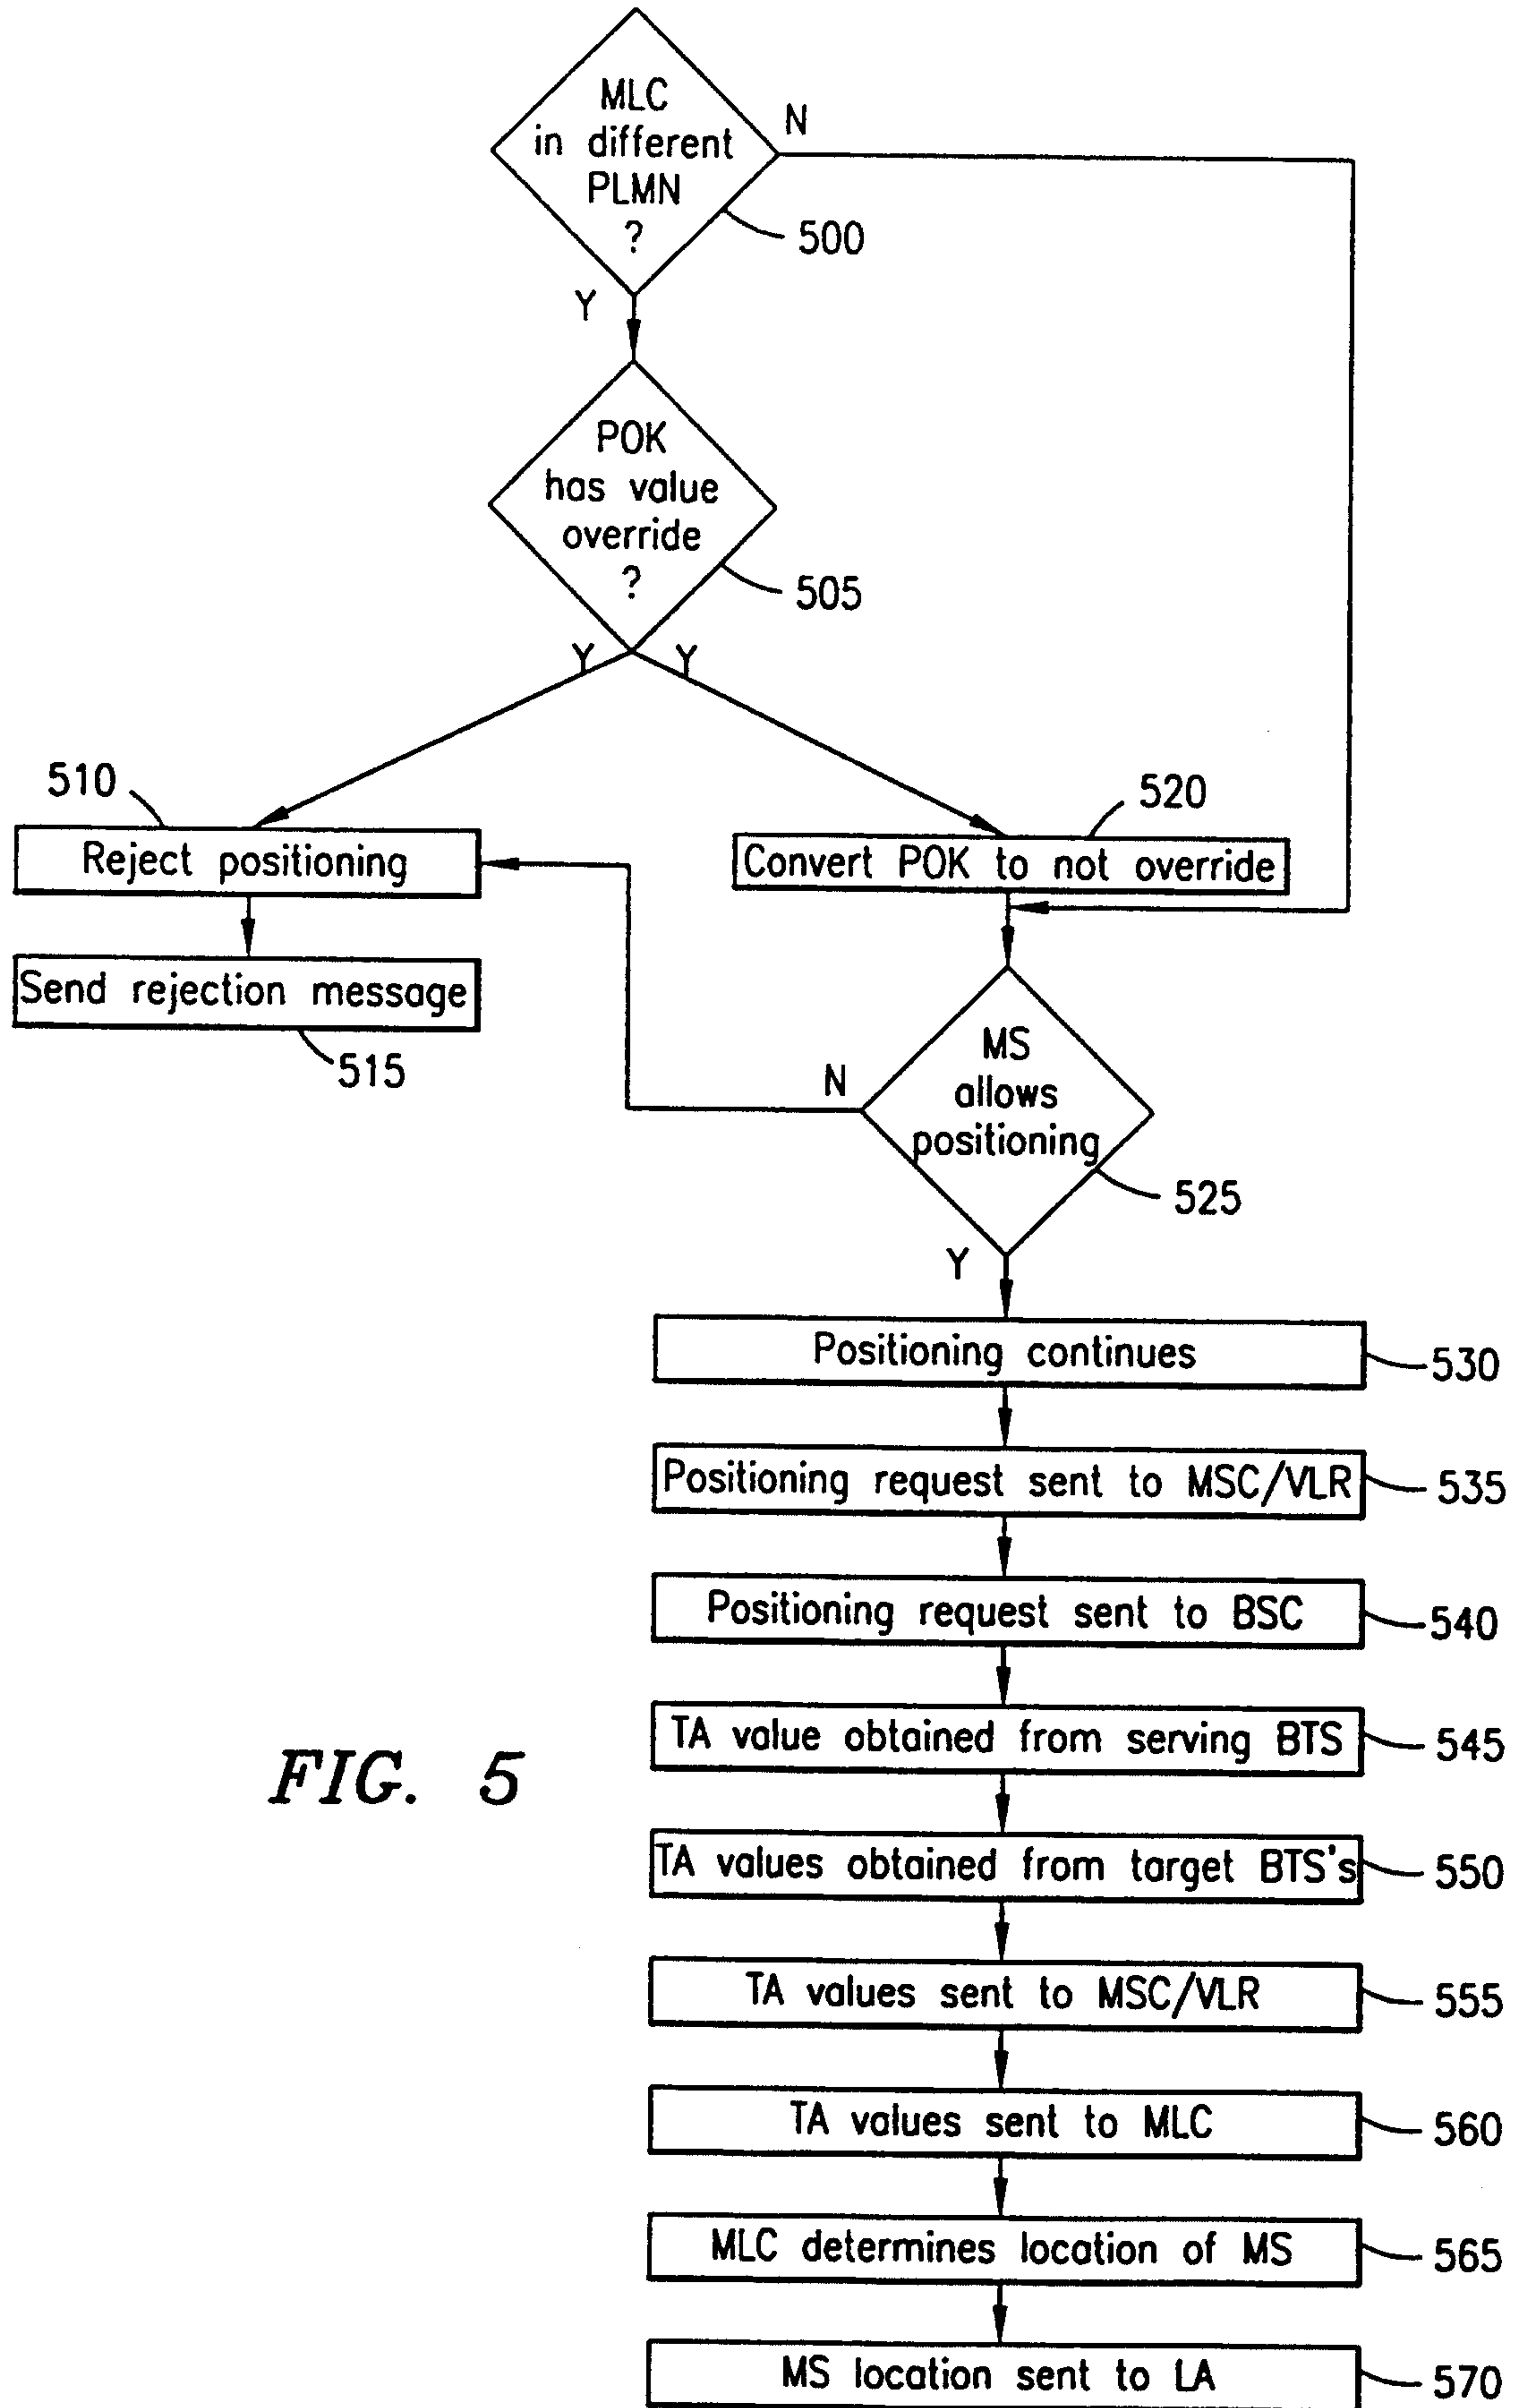 MLC
in different
PLMN
?
N
500
Y
POK
has value
override
?
505
Y
Y
510
Reject positioning
520
Convert POK to not override
Send rejection message
515
MS
allows
positioning
N
525
Y
Positioning continues
530
Positioning request sent to MSC/VLR
535
Positioning request sent to BSC
540
TA value obtained from serving BTS
545
TA values obtained from target BTS's
550
TA values sent to MSC/VLR
555
TA values sent to MLC
560
MLC determines location of MS
565
MS location sent to LA
570
FIG. 5